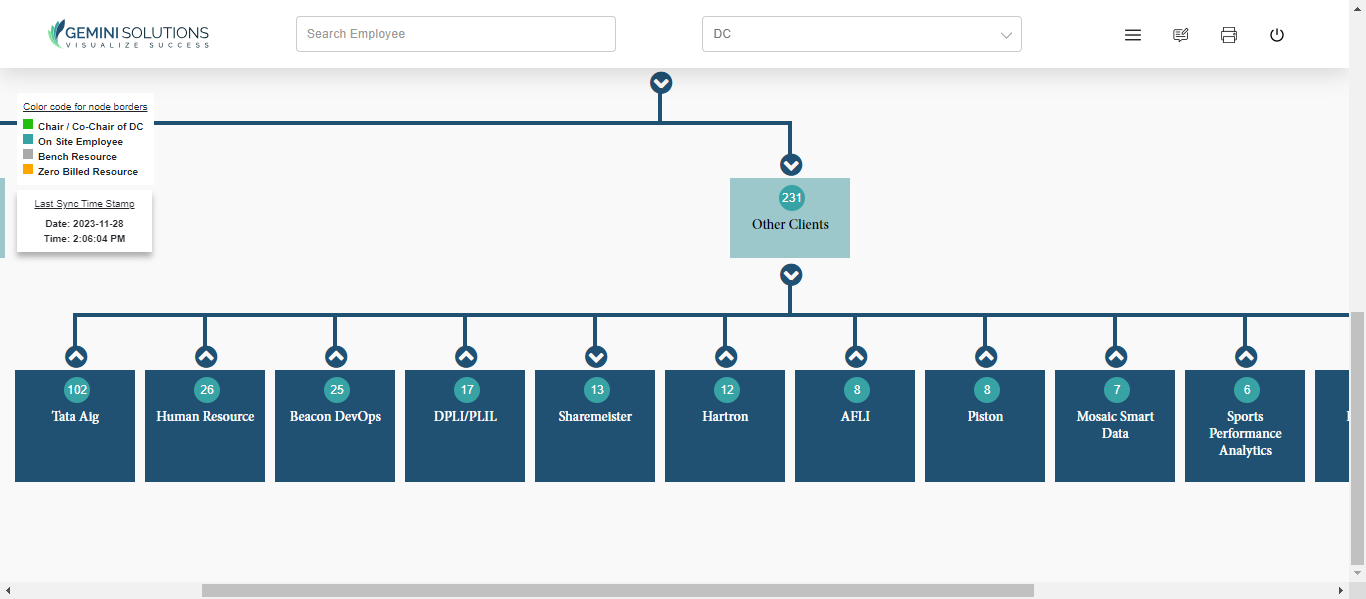 GEMINI SOLUTIONS
VISUALIZE SUCCESS
Search Employee
DC
Color code for node borders
Chair / Co-Chair of DC
On Site Employee
Bench Resource
Zero Billed Resource
Last Sync Time Stamp
Date: 2023-11-28
Time: 2:06:04 PM
231
Other Clients
102
Tata Aig
26
Human Resource
25
Beacon DevOps
17
DPLI/PLIL
13
Sharemeister
12
Hartron
8
AFLI
8
Piston
7
Mosaic Smart
Data
6
Sports
Performance
Analytics